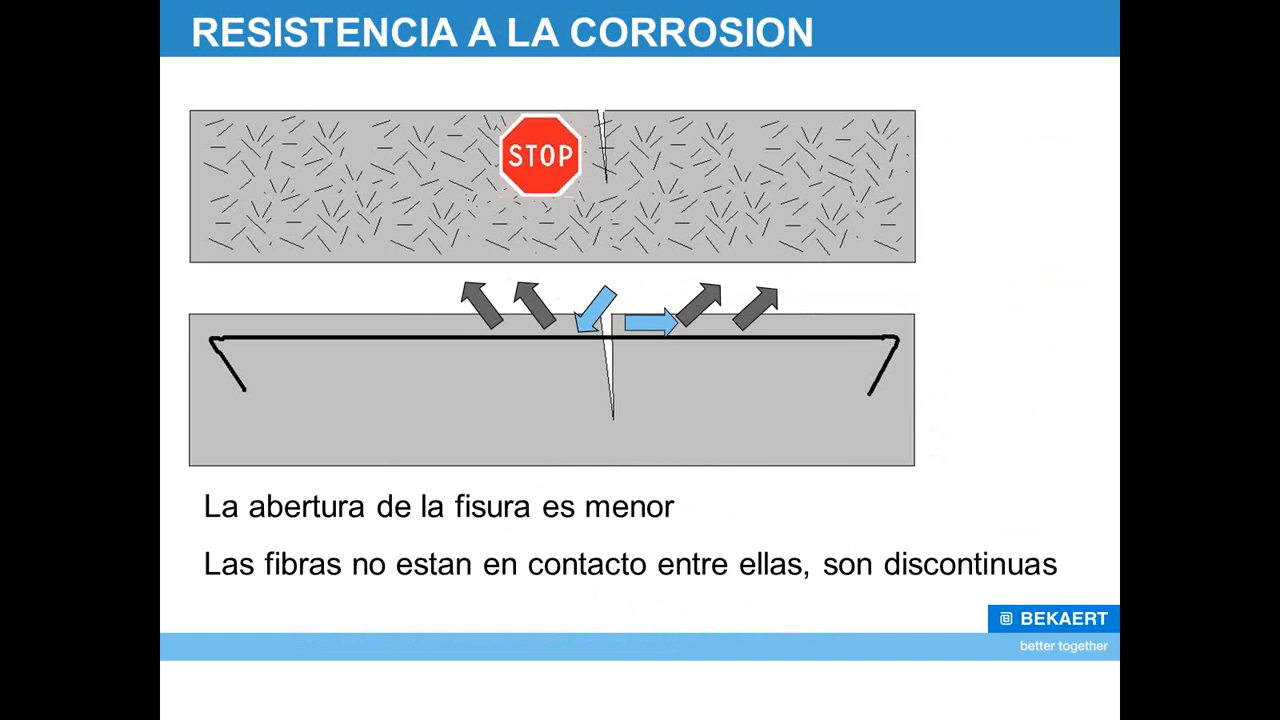 RESISTENCIA A LA CORROSION
STOP
La abertura de la fisura es menor
Las fibras no estan en contacto entre ellas, son discontinuas
BEKAERT
better together